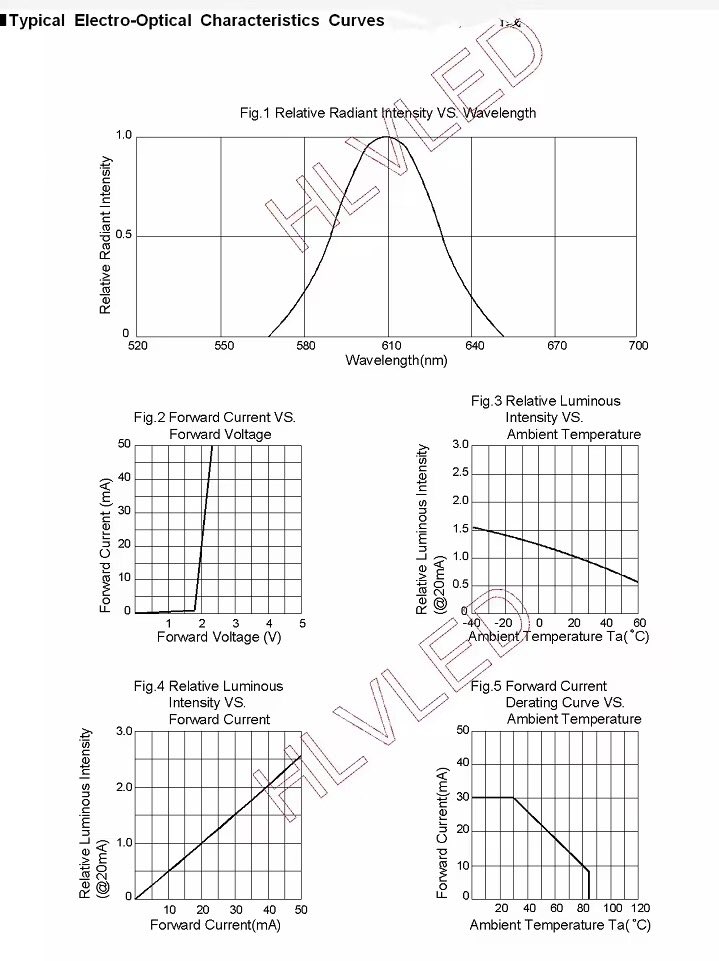 Typical Electro-Optical Characteristics Curves
Fig.1 Relative Radiant Intensity VS. Wavelength
Relative Radiant Intensity
1.0
0.5
0
520 550 580 610 640 670 700
Wavelength(nm)
Fig.2 Forward Current VS.
Forward Voltage
Forward Current (mA)
50
40
30
20
10
0
1 2 3 4 5
Forward Voltage (V)
Fig.3 Relative Luminous
Intensity VS.
Ambient Temperature
Relative Luminous Intensity
(@20mA)
3.0
2.5
2.0
1.5
1.0
0.5
0
-40 -20 0 20 40 60
Ambient Temperature Ta(°C)
Fig.4 Relative Luminous
Intensity VS.
Forward Current
Relative Luminous Intensity
(@20mA)
3.0
2.0
1.0
0
10 20 30 40 50
Forward Current(mA)
Fig.5 Forward Current
Derating Curve VS.
Ambient Temperature
Forward Current(mA)
50
40
30
20
10
0
20 40 60 80 100 120
Ambient Temperature Ta(°C)
HLVLED
HLVLED